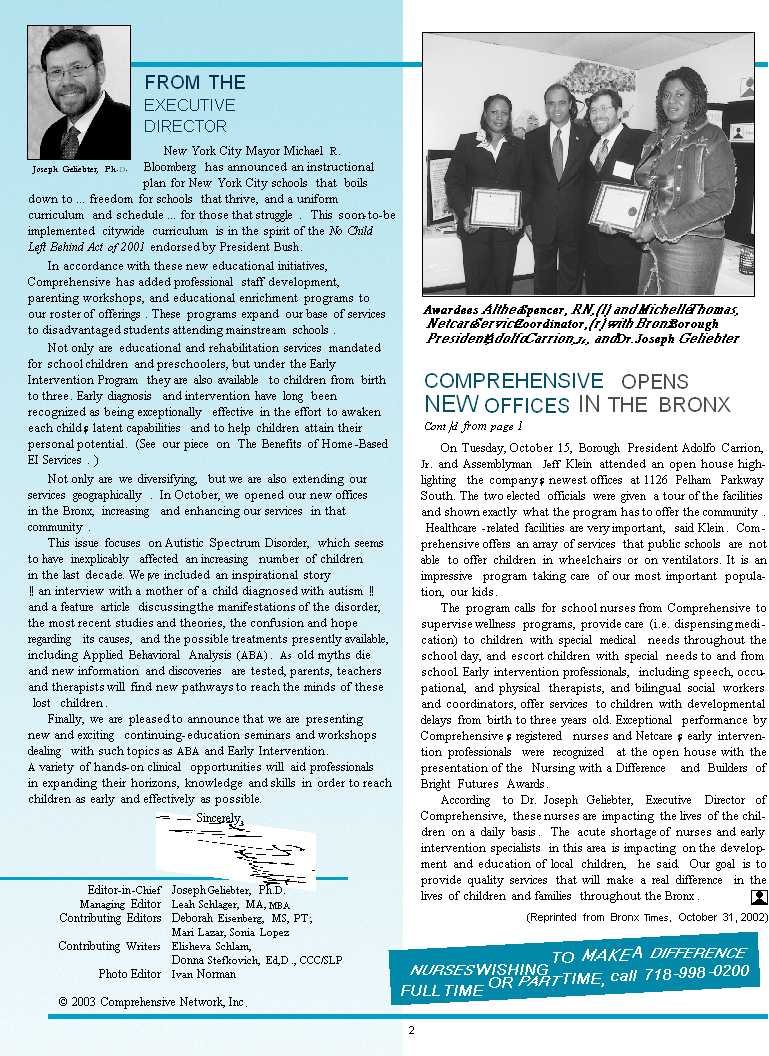 FROM THE
EXECUTIVE
DIRECTOR
Joseph Geliebter, Ph.D.
New York City Mayor Michael R.
Bloomberg has announced an instructional
plan for New York City schools that boils
down to ... freedom for schools that thrive, and a uniform
curriculum and schedule ... for those that struggle . This soon-to-be
implemented citywide curriculum is in the spirit of the No Child
Left Behind Act of 2001 endorsed by President Bush.
In accordance with these new educational initiatives,
Comprehensive has added professional staff development,
parenting workshops, and educational enrichment programs to
our roster of offerings . These programs expand our base of services
to disadvantaged students attending mainstream schools .
Not only are educational and rehabilitation services mandated
for school children and preschoolers, but under the Early
Intervention Program they are also available to children from birth
to three. Early diagnosis and intervention have long been
recognized as being exceptionally effective in the effort to awaken
each child s latent capabilities and to help children attain their
personal potential. (See our piece on The Benefits of Home-Based
EI Services . )
Not only are we diversifying, but we are also extending our
services geographically . In October, we opened our new offices
in the Bronx, increasing and enhancing our services in that
community .
This issue focuses on Autistic Spectrum Disorder, which seems
to have inexplicably affected an increasing number of children
in the last decade. We ve included an inspirational story
!! an interview with a mother of a child diagnosed with autism !!
and a feature article discussing the manifestations of the disorder,
the most recent studies and theories, the confusion and hope
regarding its causes, and the possible treatments presently available,
including Applied Behavioral Analysis (ABA) . As old myths die
and new information and discoveries are tested, parents, teachers
and therapists will find new pathways to reach the minds of these
lost children.
Finally, we are pleased to announce that we are presenting
new and exciting continuing-education seminars and workshops
dealing with such topics as ABA and Early Intervention.
A variety of hands-on clinical opportunities will aid professionals
in expanding their horizons, knowledge and skills in order to reach
children as early and effectively as possible.
Sincerely,
Editor-in-Chief Joseph Geliebter, Ph.D.
Managing Editor Leah Schlager, MA, MBA
Contributing Editors Deborah Eisenberg, MS, PT;
Mari Lazar, Sonia Lopez
Contributing Writers Elisheva Schlam,
Donna Stefkovich, Ed,D., CCC/SLP
Photo Editor Ivan Norman
© 2003 Comprehensive Network, Inc.
Awardees Althea Spencer, RN, (l) and Michelle Thomas,
Netcare Service Coordinator, (r) with Bronx Borough
President Adolfo Carrion, Jr., and Dr. Joseph Geliebter
COMPREHENSIVE OPENS
NEW OFFICES IN THE BRONX
Cont d from page 1
On Tuesday, October 15, Borough President Adolfo Carrion,
Jr. and Assemblyman Jeff Klein attended an open house high-
lighting the company s newest offices at 1126 Pelham Parkway
South. The two elected officials were given a tour of the facilities
and shown exactly what the program has to offer the community .
Healthcare-related facilities are very important, said Klein. Com-
prehensive offers an array of services that public schools are not
able to offer children in wheelchairs or on ventilators. It is an
impressive program taking care of our most important popula-
tion, our kids.
The program calls for school nurses from Comprehensive to
supervise wellness programs, provide care (i.e. dispensing medi-
cation) to children with special medical needs throughout the
school day, and escort children with special needs to and from
school. Early intervention professionals, including speech, occu-
pational, and physical therapists, and bilingual social workers
and coordinators, offer services to children with developmental
delays from birth to three years old. Exceptional performance by
Comprehensive s registered nurses and Netcare s early interven-
tion professionals were recognized at the open house with the
presentation of the Nursing with a Difference and Builders of
Bright Futures Awards.
According to Dr. Joseph Geliebter, Executive Director of
Comprehensive, these nurses are impacting the lives of the chil-
dren on a daily basis. The acute shortage of nurses and early
intervention specialists in this area is impacting on the develop-
ment and education of local children, he said. Our goal is to
provide quality services that will make a real difference in the
lives of children and families throughout the Bronx.
(Reprinted from Bronx Times, October 31, 2002)
NURSES WISHING TO MAKE A DIFFERENCE
FULL TIME OR PART TIME, call 718-998-0200
2